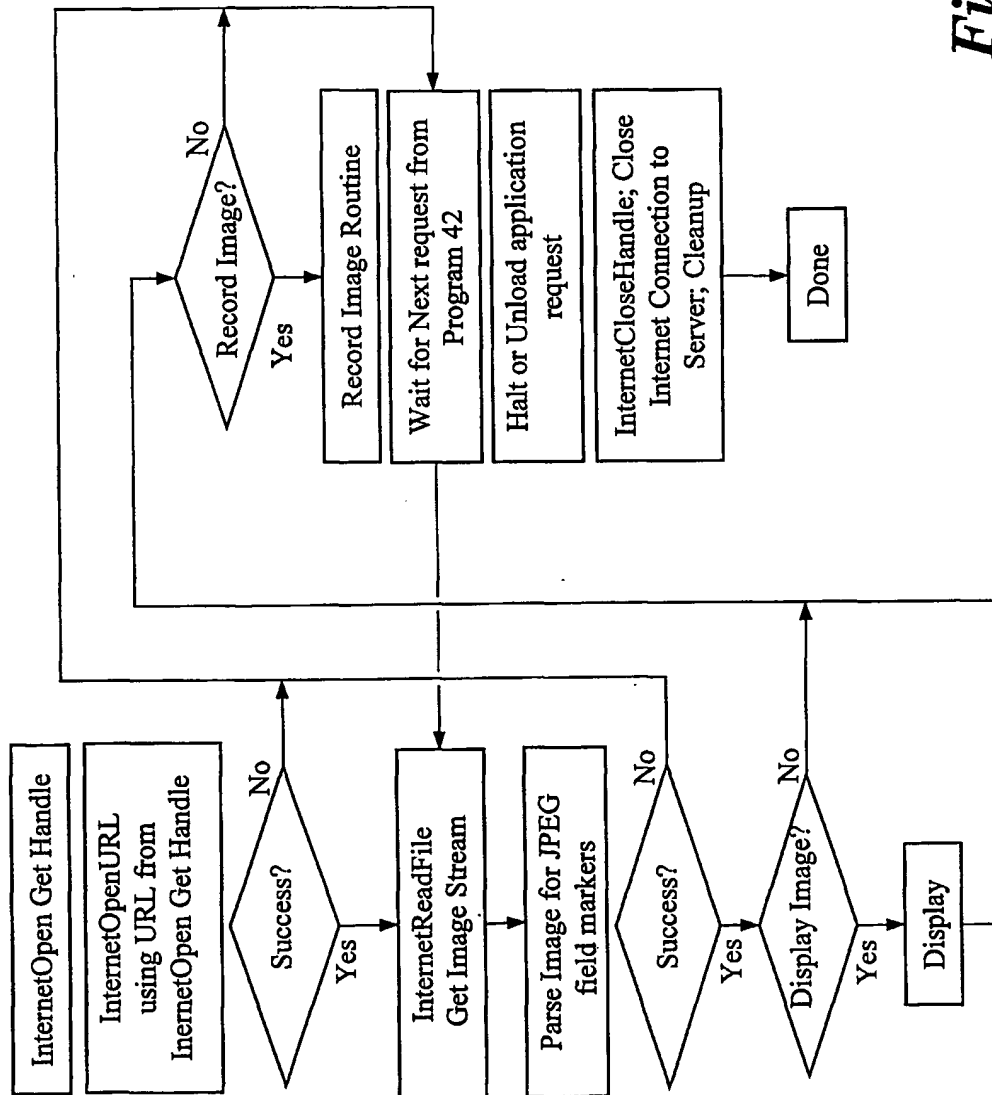 InternetOpen Get Handle
InternetOpenURL
using URL from
InernetOpen Get Handle
Success?
No
Yes
InternetReadFile
Get Image Stream
Parse Image for JPEG
field markers
Success?
No
Yes
Display Image?
No
Yes
Display
Record Image?
No
Yes
Record Image Routine
Wait for Next request from
Program 42
Halt or Unload application
request
InternetCloseHandle; Close
Internet Connection to
Server; Cleanup
Done